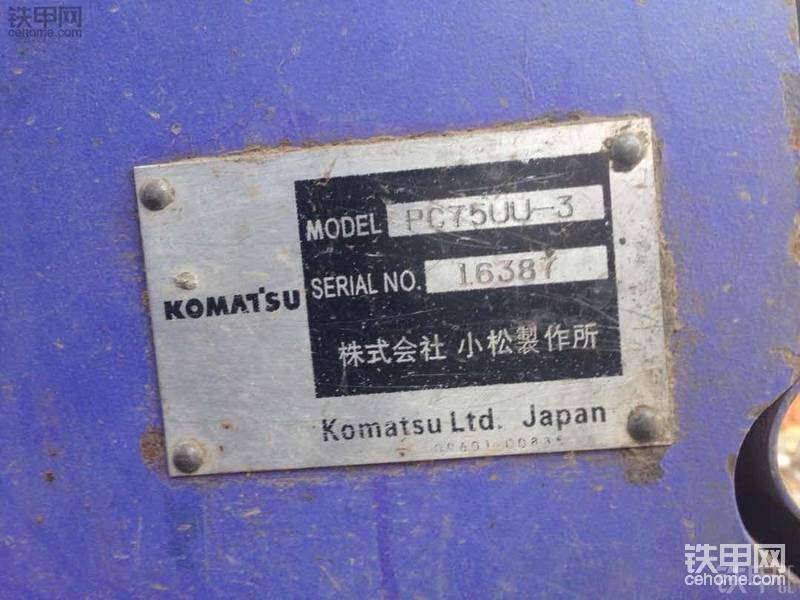 铁甲网
cehome.com
MODEL PC75UU-3
SERIAL NO. 16387
KOMATSU
株式会社 小松製作所
Komatsu Ltd. Japan
铁甲网
cehome.com